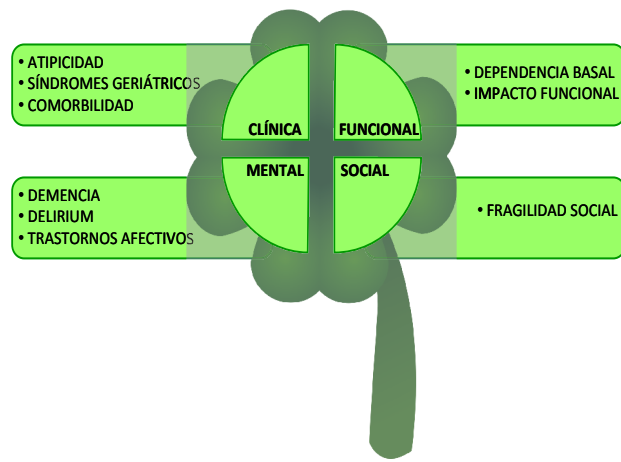 • ATIPICIDAD
• SÍNDROMES GERIÁTRICOS
• COMORBILIDAD
• DEPENDENCIA BASAL
• IMPACTO FUNCIONAL
CLÍNICA
FUNCIONAL
MENTAL
SOCIAL
• DEMENCIA
• DELIRIUM
• TRASTORNOS AFECTIVOS
• FRAGILIDAD SOCIAL